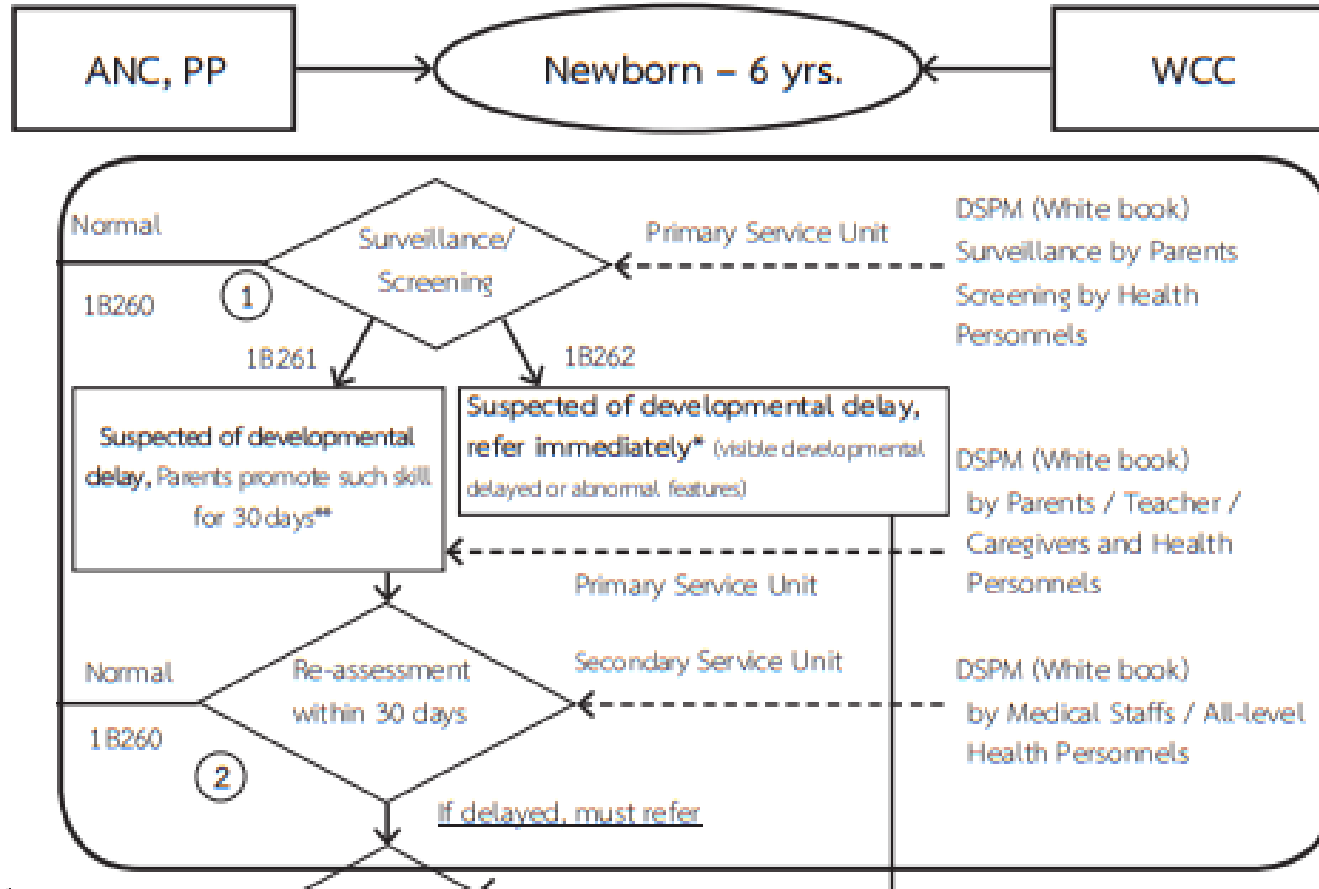 ANC, PP
Newborn – 6 yrs.
WCC
Normal
1B260
1
Surveillance/
Screening
Primary Service Unit
DSPM (White book)
Surveillance by Parents
Screening by Health
Personnels
1B261
1B262
Suspected of developmental
delay, Parents promote such skill
for 30 days**
Suspected of developmental delay,
refer immediately* (visible developmental
delayed or abnormal features)
DSPM (White book)
by Parents / Teacher /
Caregivers and Health
Personnels
Primary Service Unit
Normal
1B260
2
Re-assessment
within 30 days
Secondary Service Unit
DSPM (White book)
by Medical Staffs / All-level
Health Personnels
If delayed, must refer